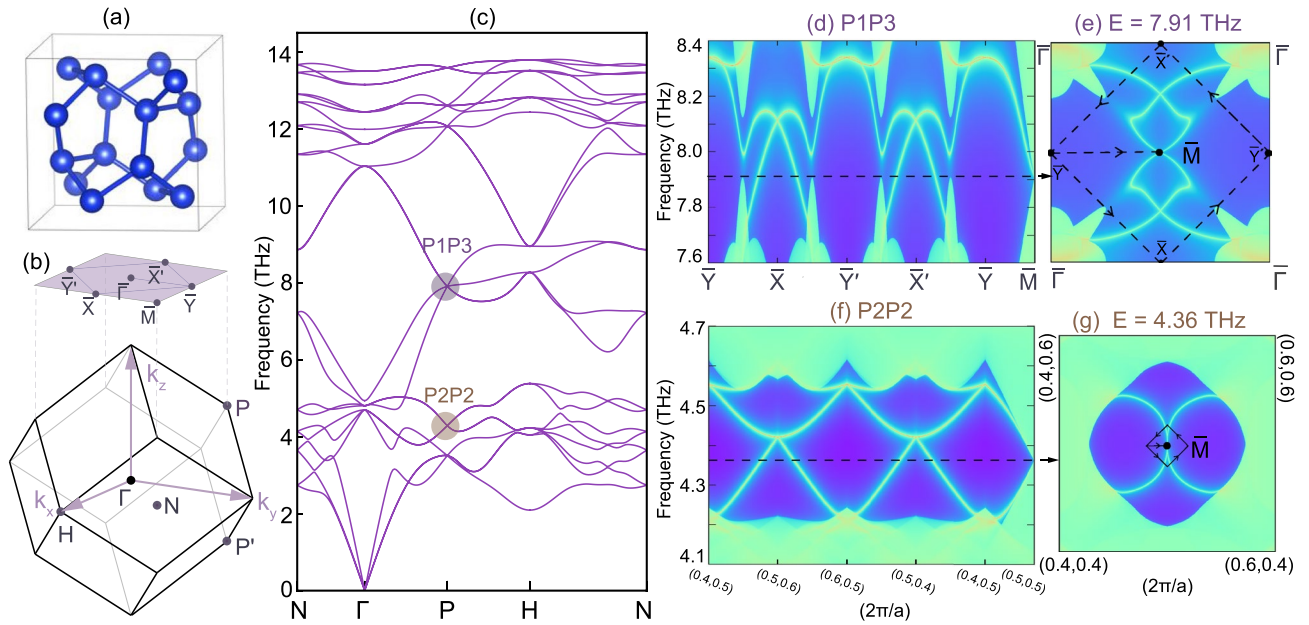 (a)
(b)
X̄'
Ȳ'
Γ̄
X̄
Ȳ
M̄
k_z
P
Γ
k_x
N
k_y
H
P'
(c)
Frequency (THz)
14
12
10
8
6
4
2
0
P1P3
P2P2
N Γ P H N
(d) P1P3
Frequency (THz)
8.4
8.2
8.0
7.8
7.6
Ȳ X̄ Ȳ' X̄' Ȳ M̄
(e) E = 7.91 THz
Γ̄ X̄' Γ̄
M̄
Ȳ Ȳ'
X̄
Γ̄ Γ̄
(f) P2P2
Frequency (THz)
4.7
4.5
4.3
4.1
(0.4,0.5) (0.5,0.6) (0.6,0.5) (0.5,0.4) (0.4,0.5) (0.5,0.5)
(2π/a)
(g) E = 4.36 THz
(0.4,0.6)
(0.6,0.6)
M̄
(0.4,0.4) (0.6,0.4)
(2π/a)